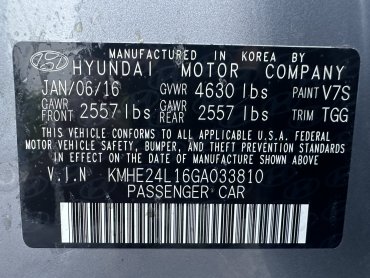 MANUFACTURED IN KOREA BY
HYUNDAI MOTOR COMPANY
JAN/06/16 GVWR 4630 lbs PAINT V7S
GAWR FRONT 2557 lbs GAWR REAR 2557 lbs TRIM TGG
THIS VEHICLE CONFORMS TO ALL APPLICABLE U.S.A. FEDERAL
MOTOR VEHICLE SAFETY, BUMPER, AND THEFT PREVENTION STANDARDS
IN EFFECT ON THE DATE OF MANUFACTURE SHOWN ABOVE.
V.I.N KMHE24L16GA033810
PASSENGER CAR